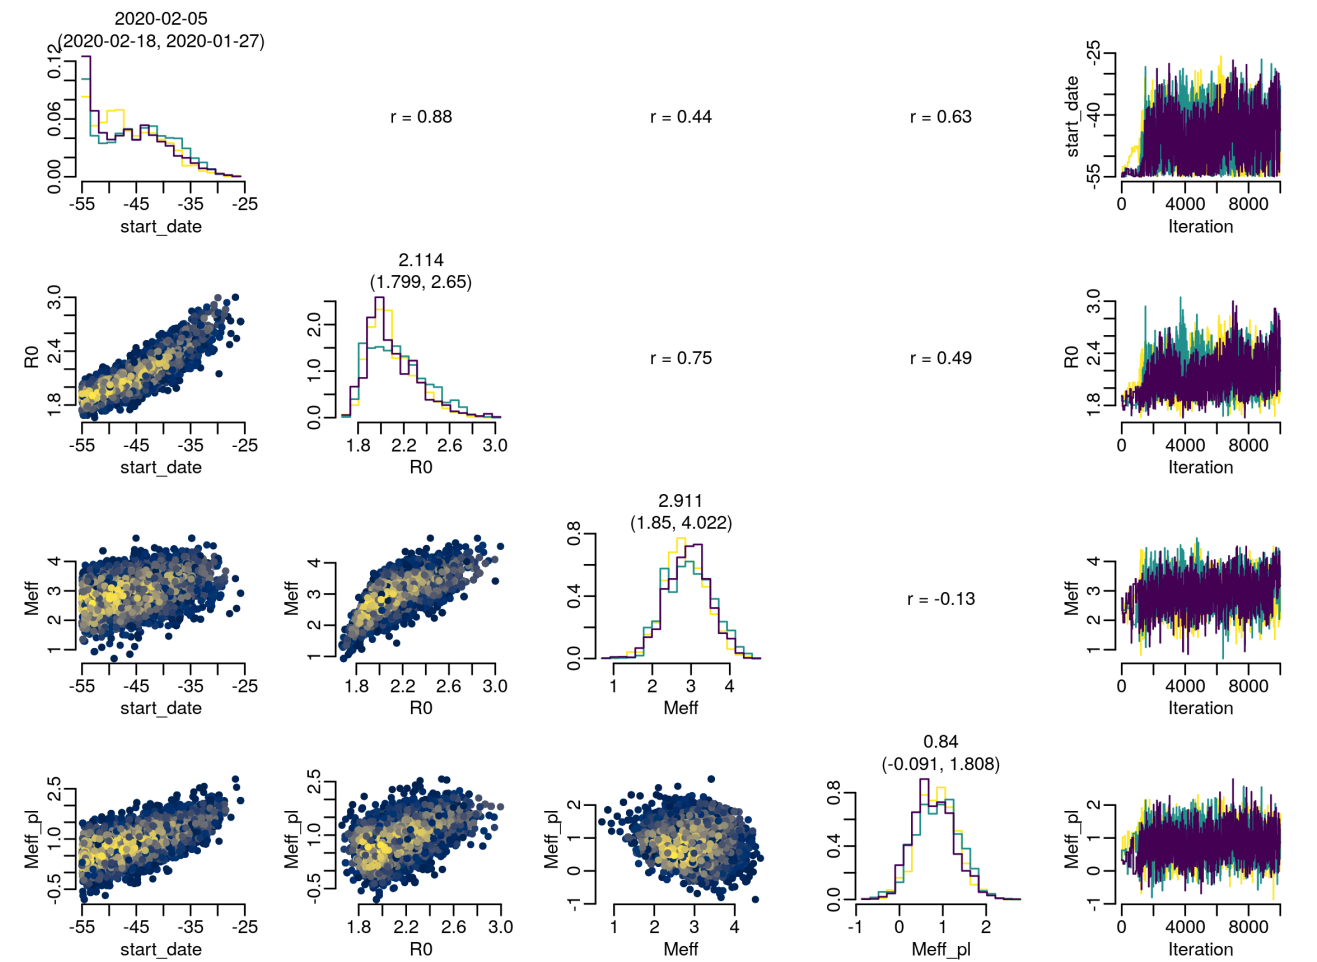 2020-02-05
(2020-02-18, 2020-01-27)
0.00 0.06 0.12
-55 -45 -35 -25
start_date
r = 0.88
r = 0.44
r = 0.63
start_date
-55 -40 -25
0 4000 8000
Iteration
R0
1.8 2.4 3.0
-55 -45 -35 -25
start_date
2.114
(1.799, 2.65)
0.0 1.0 2.0
1.8 2.2 2.6 3.0
R0
r = 0.75
r = 0.49
R0
1.8 2.4 3.0
0 4000 8000
Iteration
Meff
1 2 3 4
-55 -45 -35 -25
start_date
Meff
1 2 3 4
1.8 2.2 2.6 3.0
R0
2.911
(1.85, 4.022)
0.0 0.4 0.8
1 2 3 4
Meff
r = -0.13
Meff
1 2 3 4
0 4000 8000
Iteration
Meff_pl
-0.5 1.0 2.5
-55 -45 -35 -25
start_date
Meff_pl
-0.5 1.0 2.5
1.8 2.2 2.6 3.0
R0
Meff_pl
-1 0 1 2
1 2 3 4
Meff
0.84
(-0.091, 1.808)
0.0 0.4 0.8
-1 0 1 2
Meff_pl
Meff_pl
-1 0 1 2
0 4000 8000
Iteration